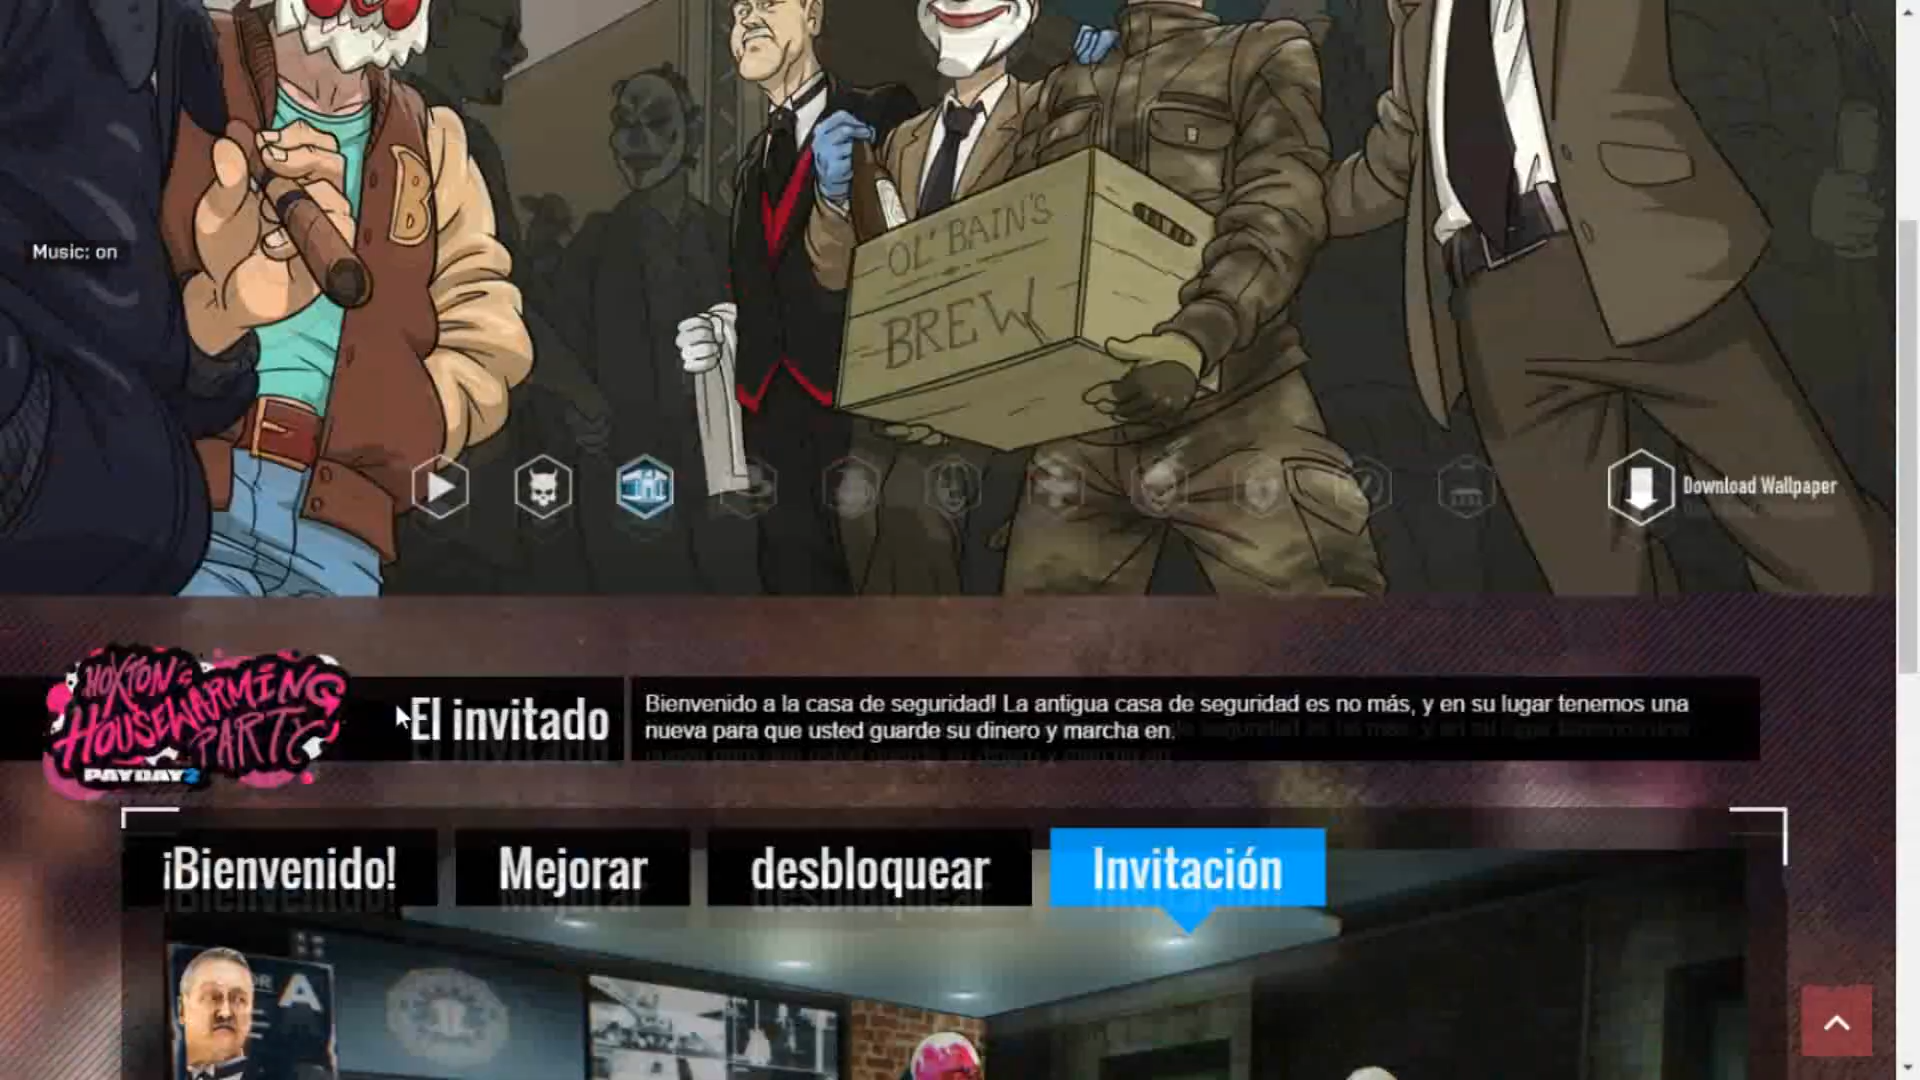 OL' BAIN'S
BREW
Music: on
Download Wallpaper
HOXTON'S
HOUSEWARMING
PARTY
PAYDAY 2
El invitado
Bienvenido a la casa de seguridad! La antigua casa de seguridad es no más, y en su lugar tenemos una
nueva para que usted guarde su dinero y marcha en.
¡Bienvenido!
Mejorar
desbloquear
Invitación
A
B